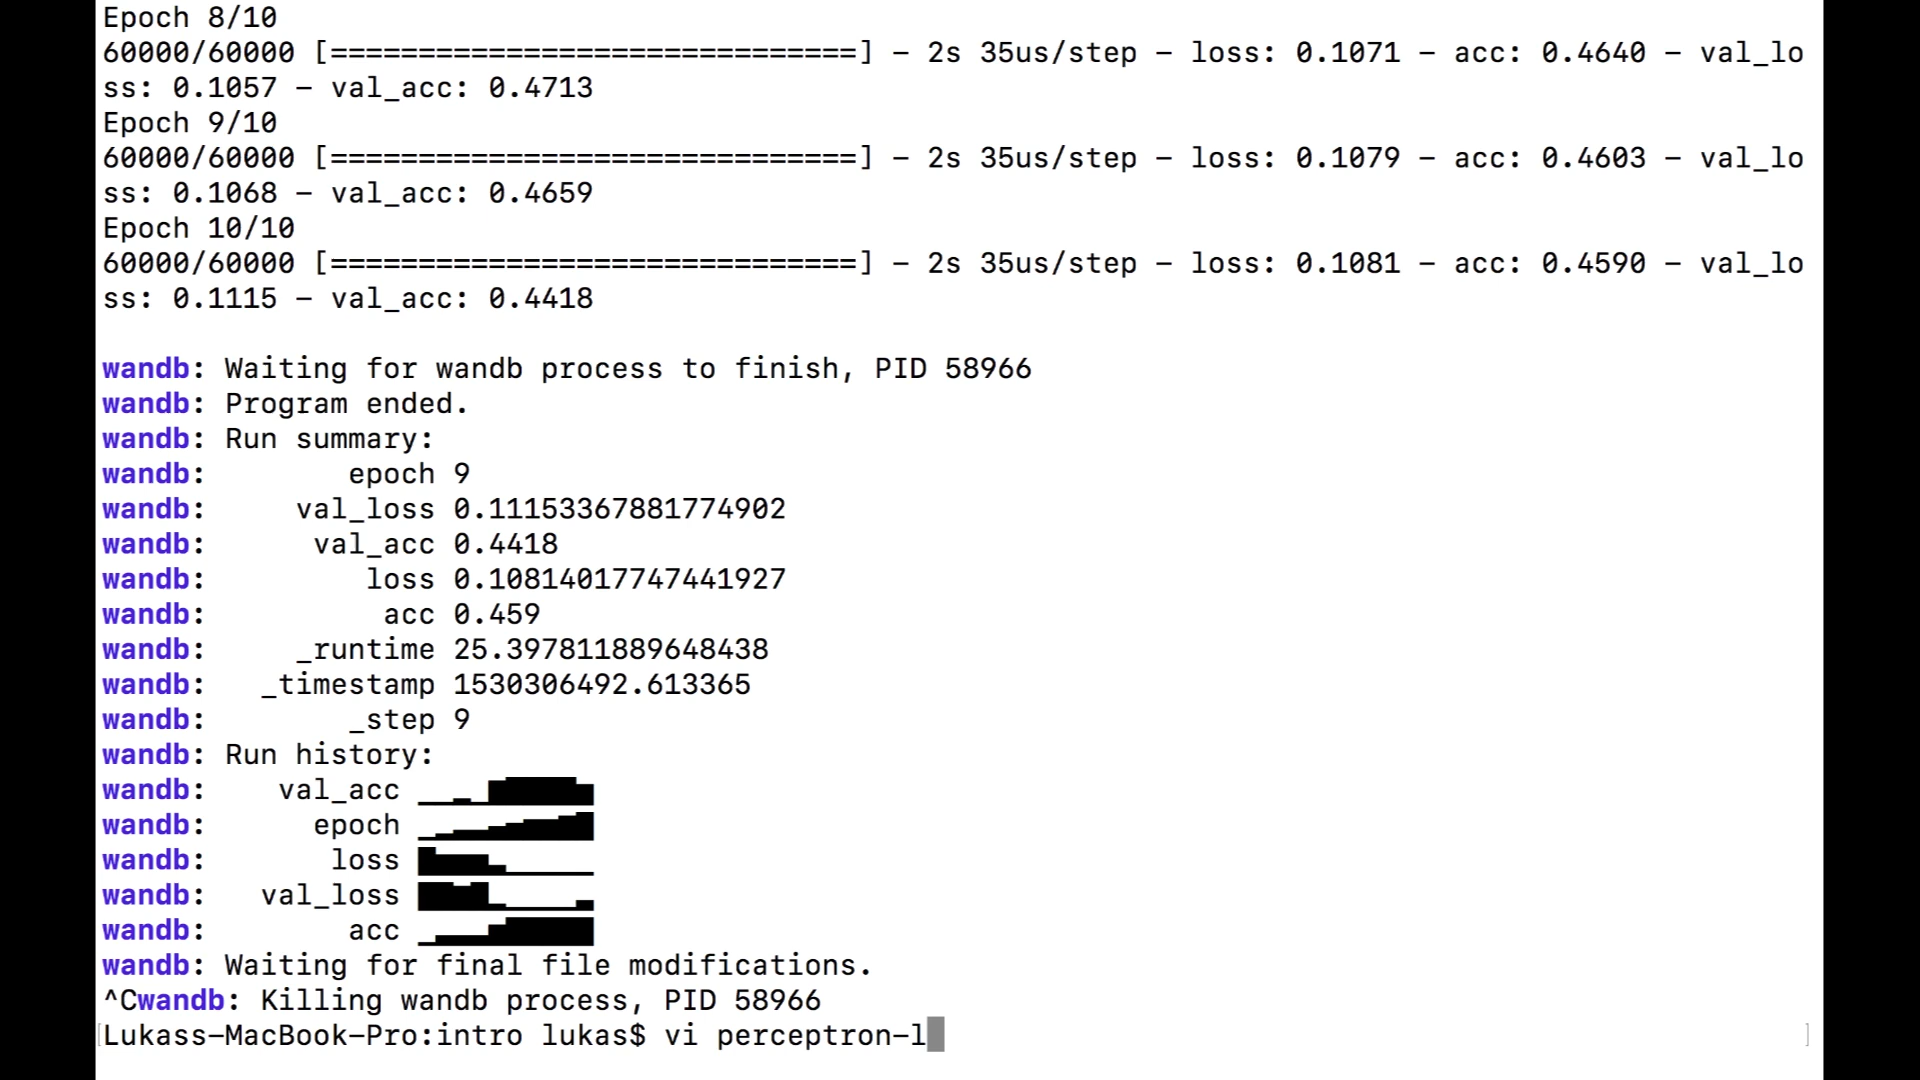 Epoch 8/10
60000/60000 [==============================] - 2s 35us/step - loss: 0.1071 - acc: 0.4640 - val_lo
ss: 0.1057 - val_acc: 0.4713
Epoch 9/10
60000/60000 [==============================] - 2s 35us/step - loss: 0.1079 - acc: 0.4603 - val_lo
ss: 0.1068 - val_acc: 0.4659
Epoch 10/10
60000/60000 [==============================] - 2s 35us/step - loss: 0.1081 - acc: 0.4590 - val_lo
ss: 0.1115 - val_acc: 0.4418
wandb: Waiting for wandb process to finish, PID 58966
wandb: Program ended.
wandb: Run summary:
wandb: epoch 9
wandb: val_loss 0.11153367881774902
wandb: val_acc 0.4418
wandb: loss 0.10814017747441927
wandb: acc 0.459
wandb: _runtime 25.397811889648438
wandb: _timestamp 1530306492.613365
wandb: _step 9
wandb: Run history:
wandb: val_acc
wandb: epoch
wandb: loss
wandb: val_loss
wandb: acc
wandb: Waiting for final file modifications.
^Cwandb: Killing wandb process, PID 58966
[Lukass-MacBook-Pro:intro lukas$ vi perceptron-l ]